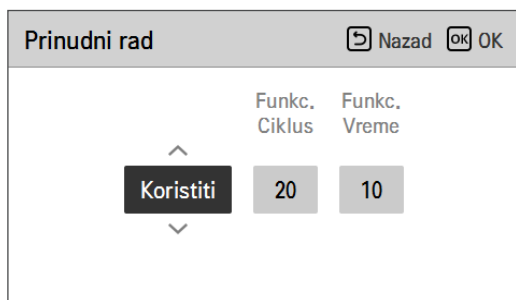 Prinudni rad Nazad OK OK
Funkc. Funkc.
Ciklus Vreme
Koristiti 20 10